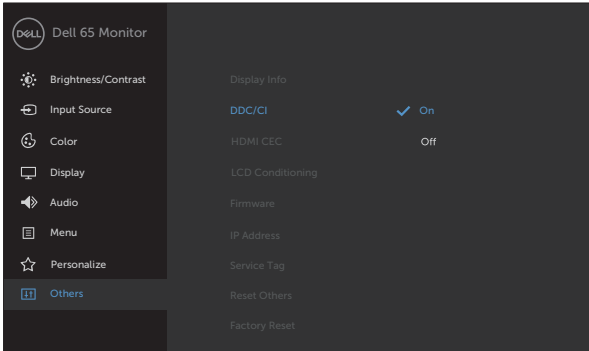 DELL Dell 65 Monitor
Brightness/Contrast Display Info
Input Source DDC/CI On
Color HDMI CEC Off
Display LCD Conditioning
Audio Firmware
Menu IP Address
Personalize Service Tag
Others Reset Others
Factory Reset